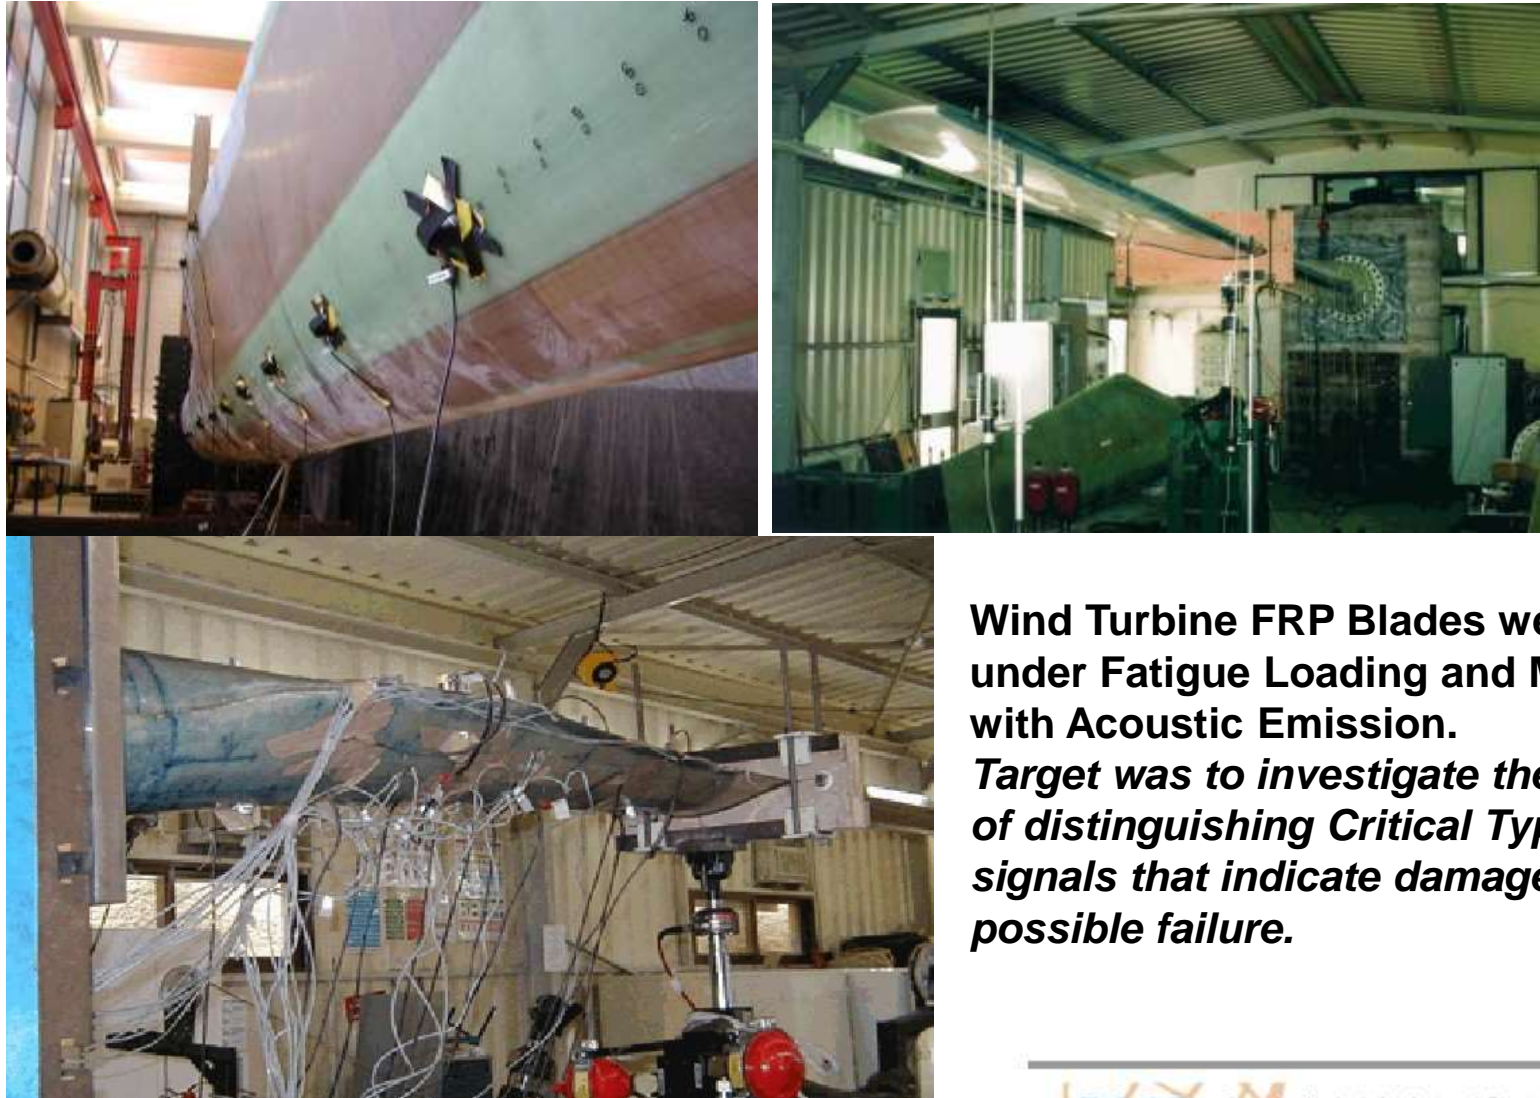 Wind Turbine FRP Blades we
under Fatigue Loading and M
with Acoustic Emission.
Target was to investigate the
of distinguishing Critical Typ
signals that indicate damage
possible failure.